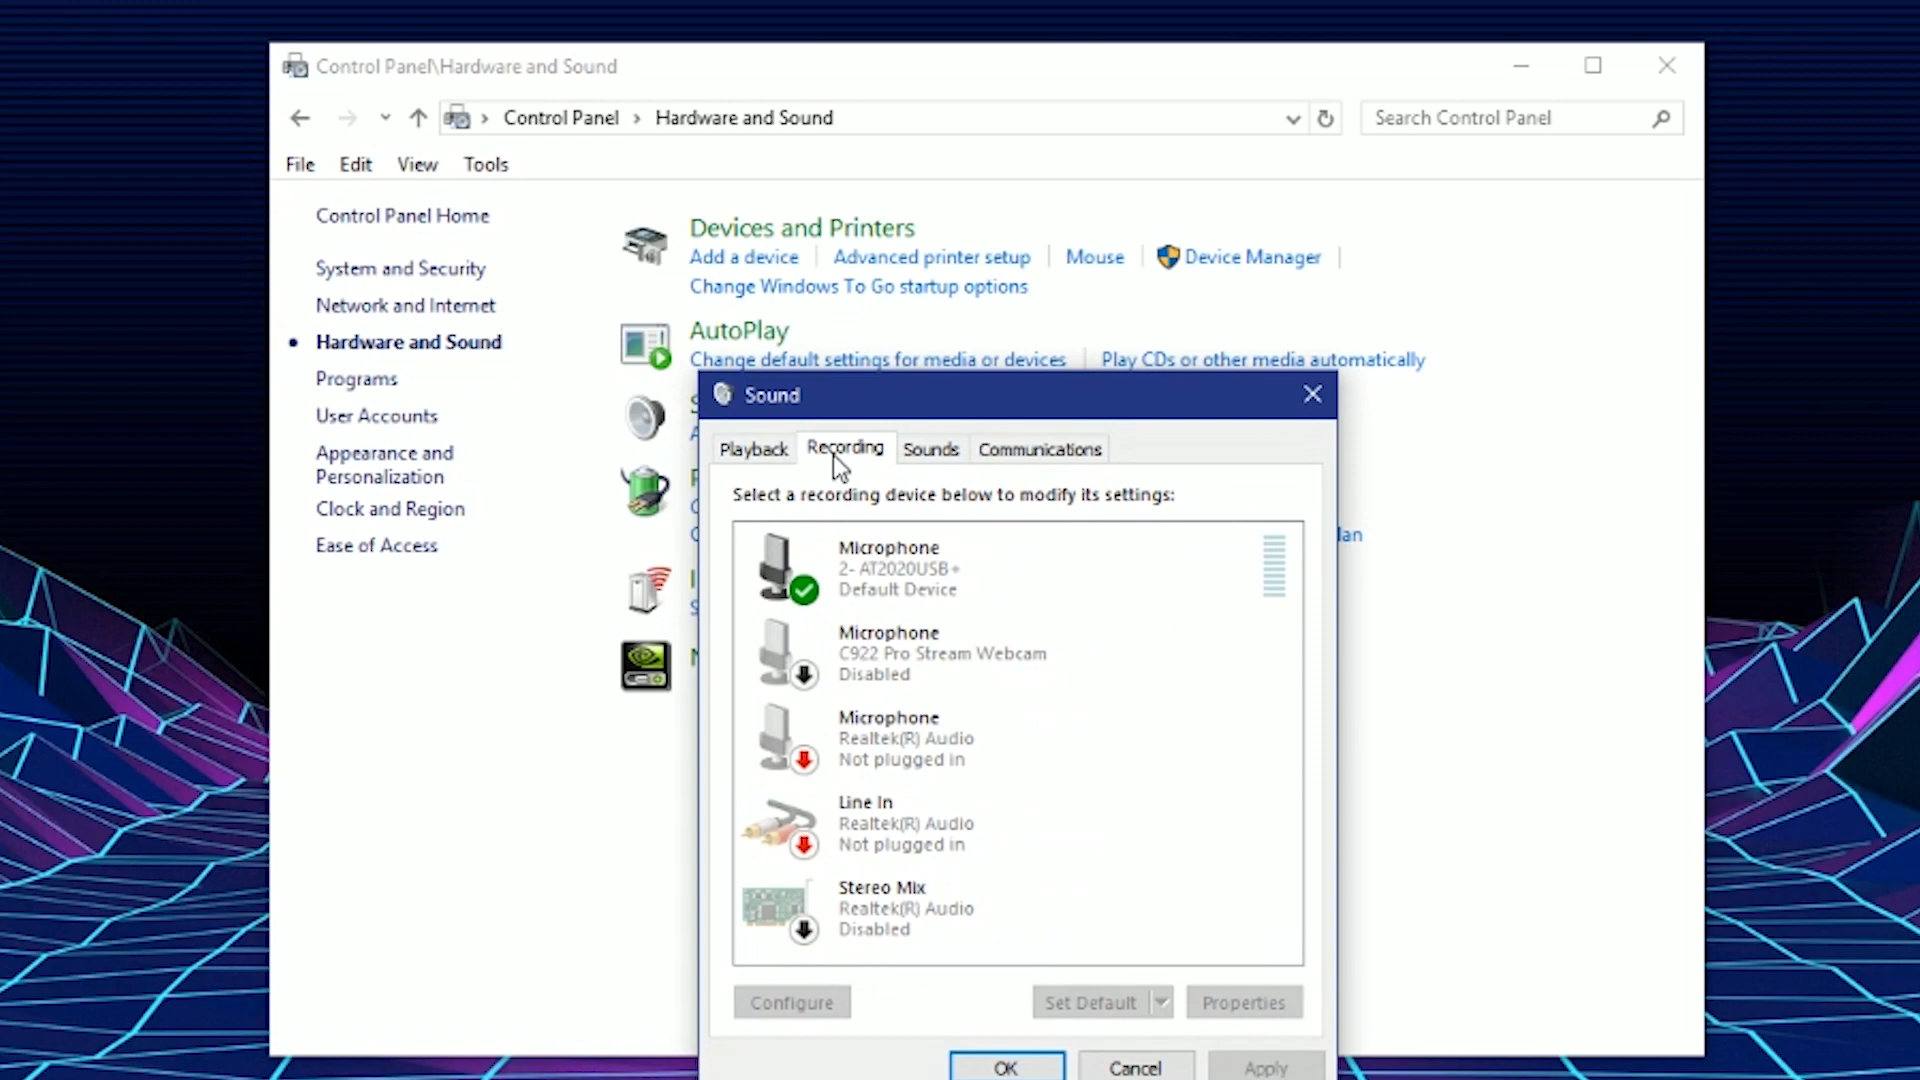 Control Panel\Hardware and Sound
Control Panel > Hardware and Sound
Search Control Panel
File Edit View Tools
Control Panel Home
System and Security
Network and Internet
Hardware and Sound
Programs
User Accounts
Appearance and
Personalization
Clock and Region
Ease of Access
Devices and Printers
Add a device Advanced printer setup Mouse Device Manager
Change Windows To Go startup options
AutoPlay
Change default settings for media or devices Play CDs or other media automatically
lan
Sound
Playback Recording Sounds Communications
Select a recording device below to modify its settings:
Microphone
2- AT2020USB+
Default Device
Microphone
C922 Pro Stream Webcam
Disabled
Microphone
Realtek(R) Audio
Not plugged in
Line In
Realtek(R) Audio
Not plugged in
Stereo Mix
Realtek(R) Audio
Disabled
Configure Set Default Properties
OK Cancel Apply